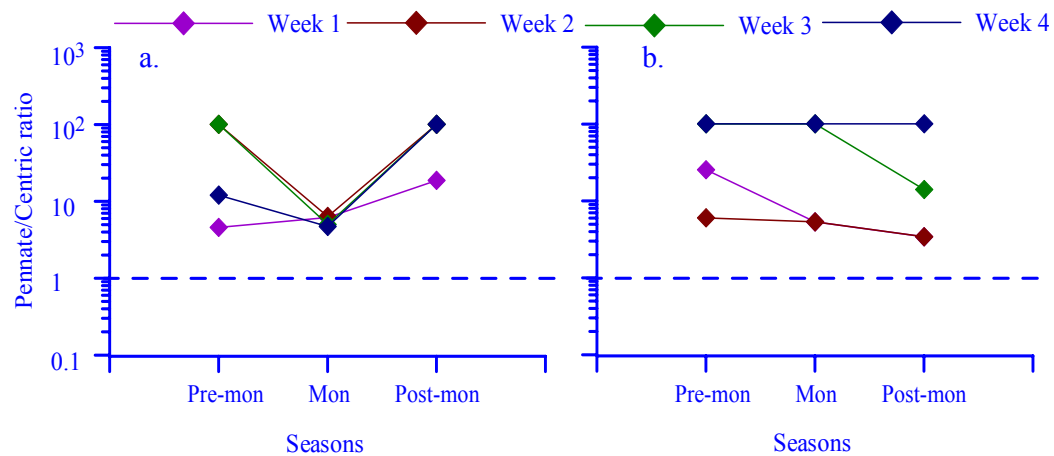 Week 1 Week 2 Week 3 Week 4
a. b.
Pennate/Centric ratio
10³
10²
10
1
0.1
Pre-mon Mon Post-mon Pre-mon Mon Post-mon
Seasons Seasons